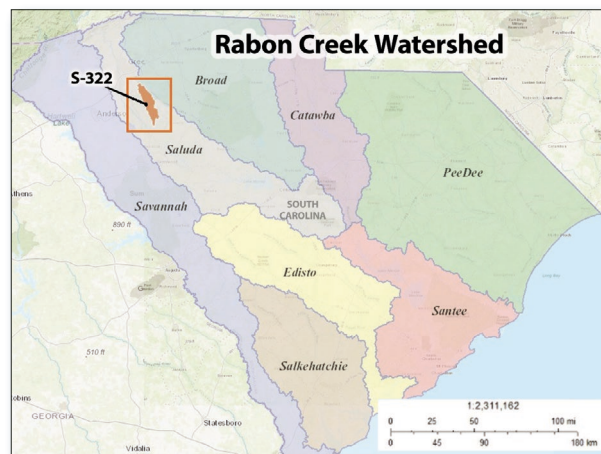 Rabon Creek Watershed
S-322
Broad
Catawba
Saluda
PeeDee
SOUTH
CAROLINA
Savannah
890 ft
Edisto
Santee
510 ft
Salkehatchie
GEORGIA
Statesboro
Vidalia
1:2,311,162
0 25 50 100 mi
0 45 90 180 km